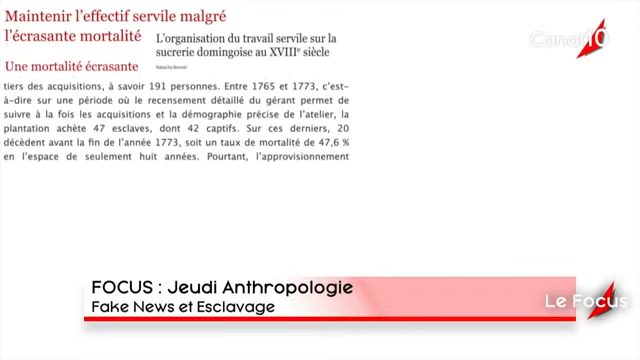 Maintenir l'effectif servile malgré
l'écrasante mortalité
L'organisation du travail servile sur la
sucrerie domingoise au XVIIIe siècle
Natacha Bonnet
Une mortalité écrasante
tiers des acquisitions, à savoir 191 personnes. Entre 1765 et 1773, c'est-
à-dire sur une période où le recensement détaillé du gérant permet de
suivre à la fois les acquisitions et la démographie précise de l'atelier, la
plantation achète 47 esclaves, dont 42 captifs. Sur ces derniers, 20
décèdent avant la fin de l'année 1773, soit un taux de mortalité de 47,6 %
en l'espace de seulement huit années. Pourtant, l'approvisionnement
Canal 10
FOCUS : Jeudi Anthropologie
Fake News et Esclavage
Le Focus